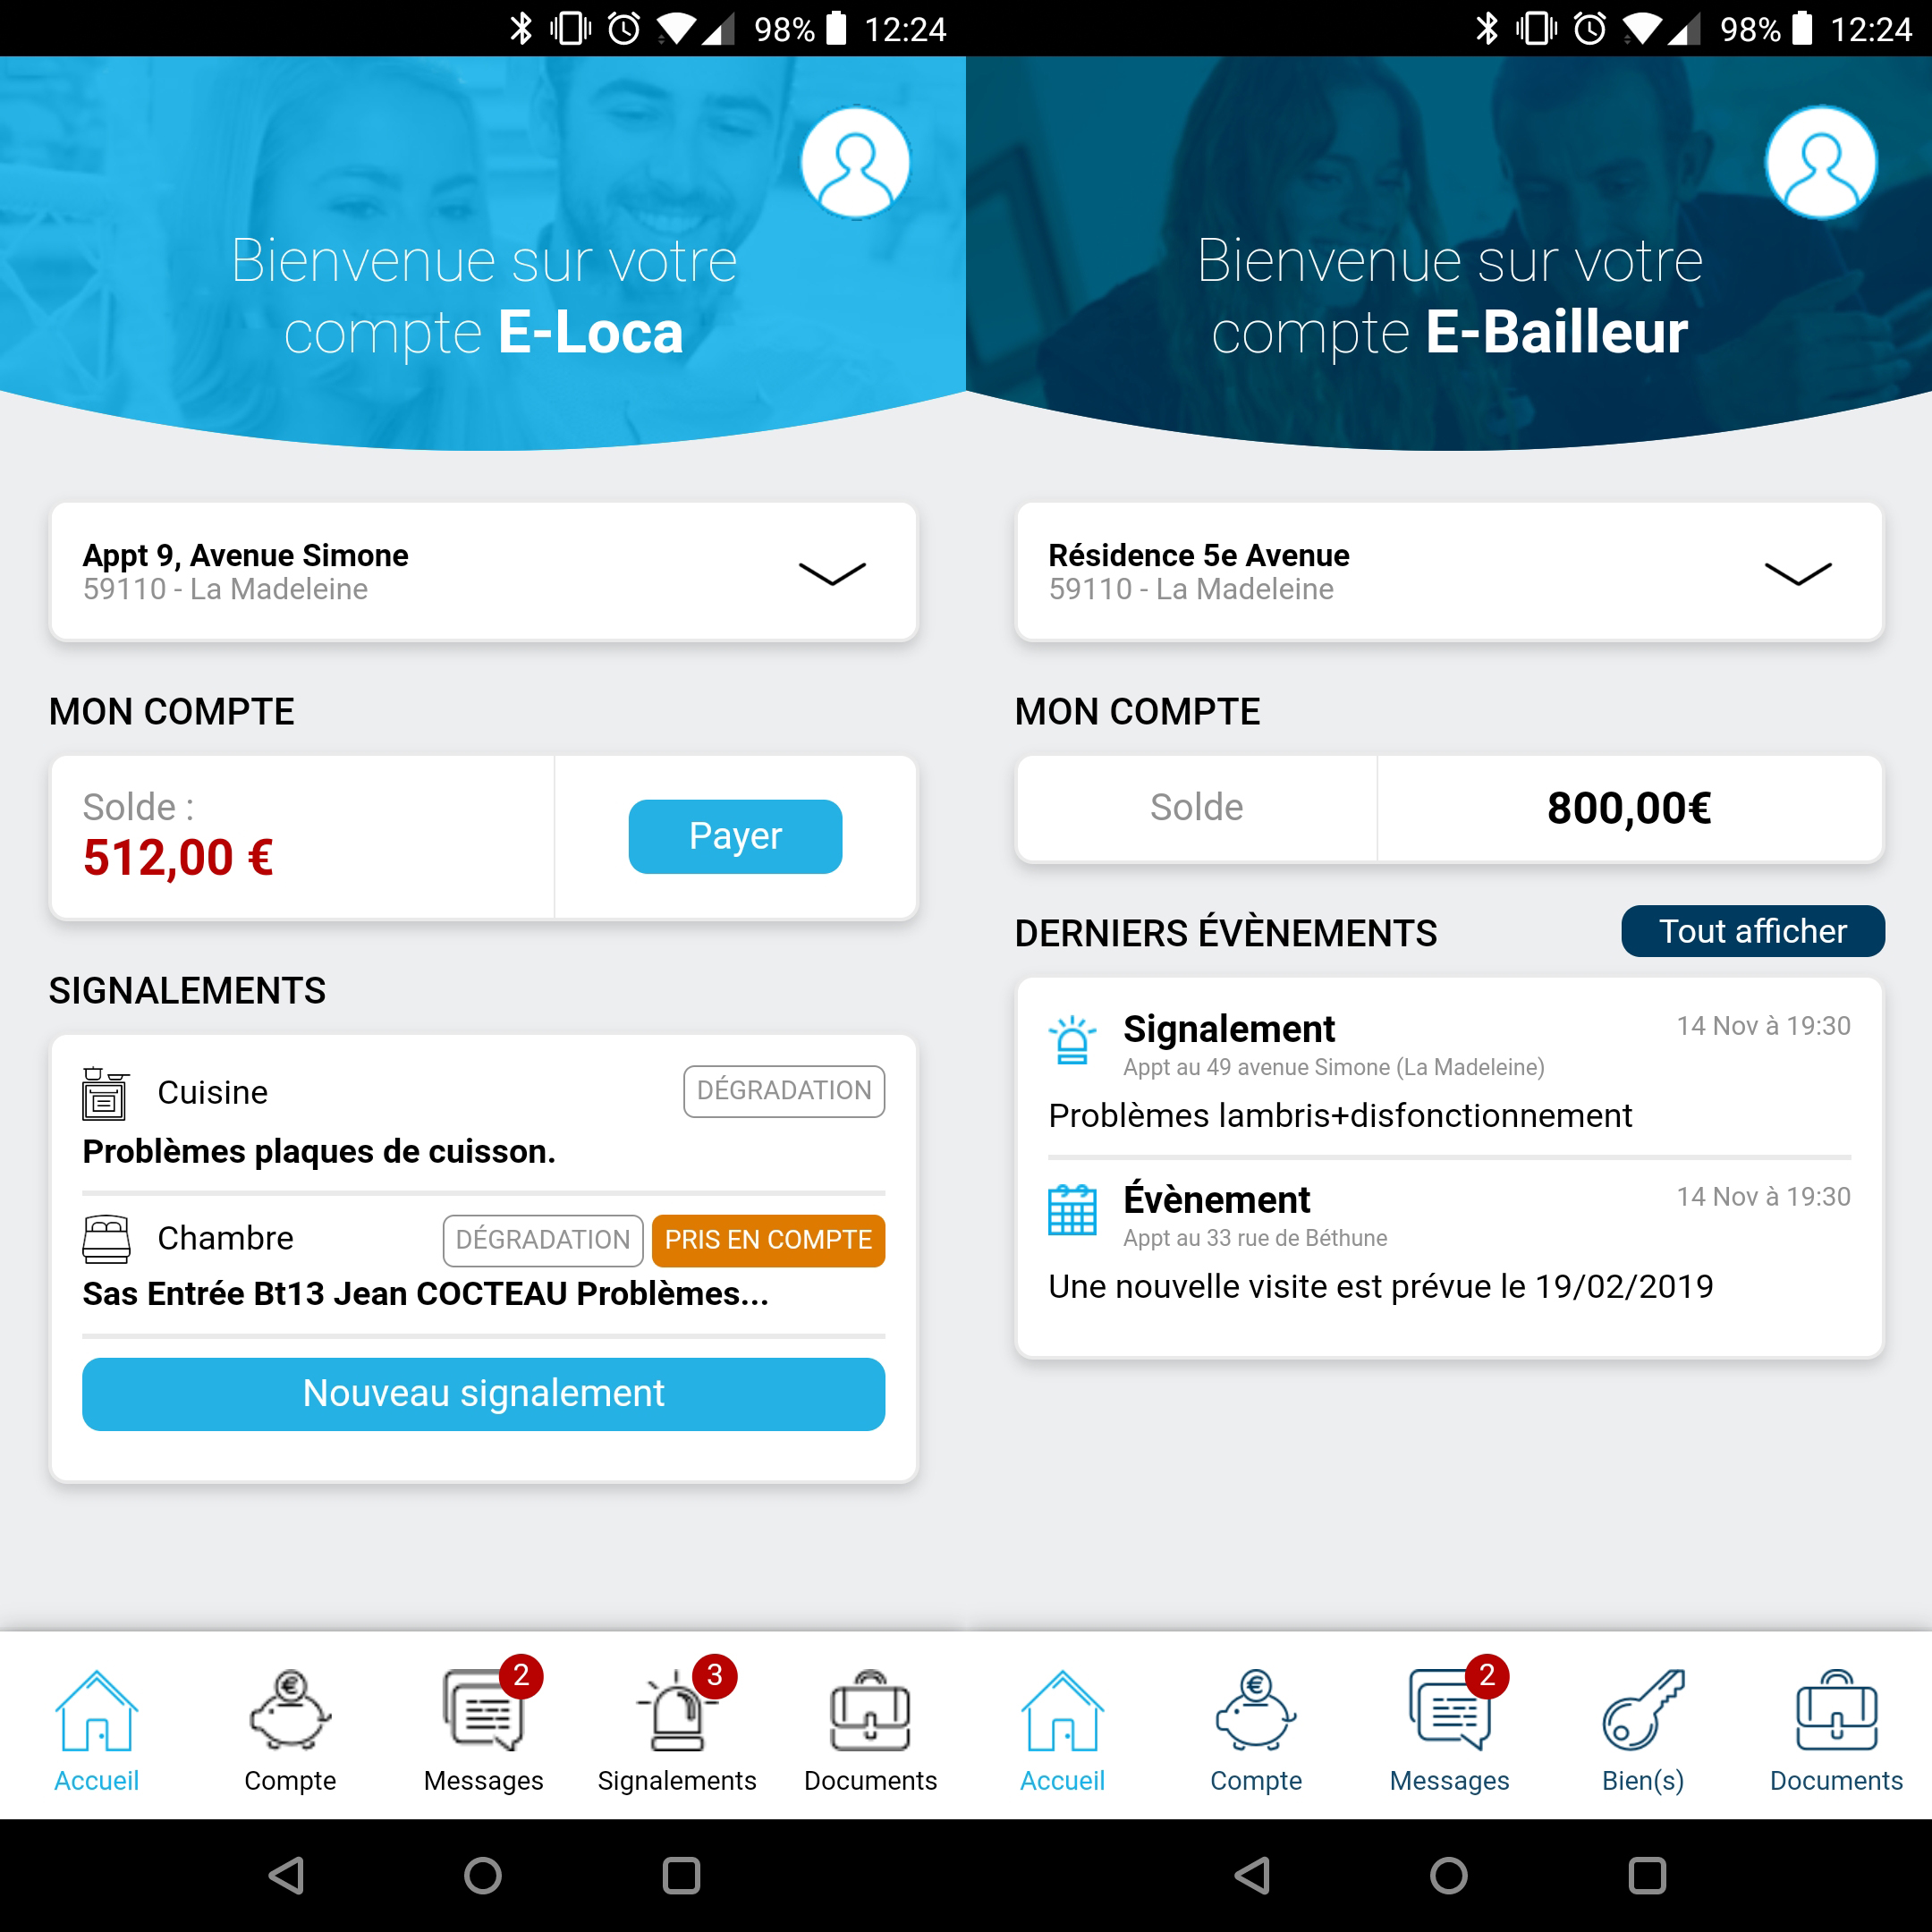 98% 12:24
Bienvenue sur votre
compte E-Loca
Appt 9, Avenue Simone
59110 - La Madeleine
MON COMPTE
Solde :
512,00 €
Payer
SIGNALEMENTS
Cuisine
DÉGRADATION
Problèmes plaques de cuisson.
Chambre
DÉGRADATION
PRIS EN COMPTE
Sas Entrée Bt13 Jean COCTEAU Problèmes...
Nouveau signalement
2
3
Accueil
Compte
Messages
Signalements
Documents
98% 12:24
Bienvenue sur votre
compte E-Bailleur
Résidence 5e Avenue
59110 - La Madeleine
MON COMPTE
Solde
800,00€
DERNIERS ÉVÈNEMENTS
Tout afficher
Signalement
14 Nov à 19:30
Appt au 49 avenue Simone (La Madeleine)
Problèmes lambris+disfonctionnement
Évènement
14 Nov à 19:30
Appt au 33 rue de Béthune
Une nouvelle visite est prévue le 19/02/2019
2
Accueil
Compte
Messages
Bien(s)
Documents